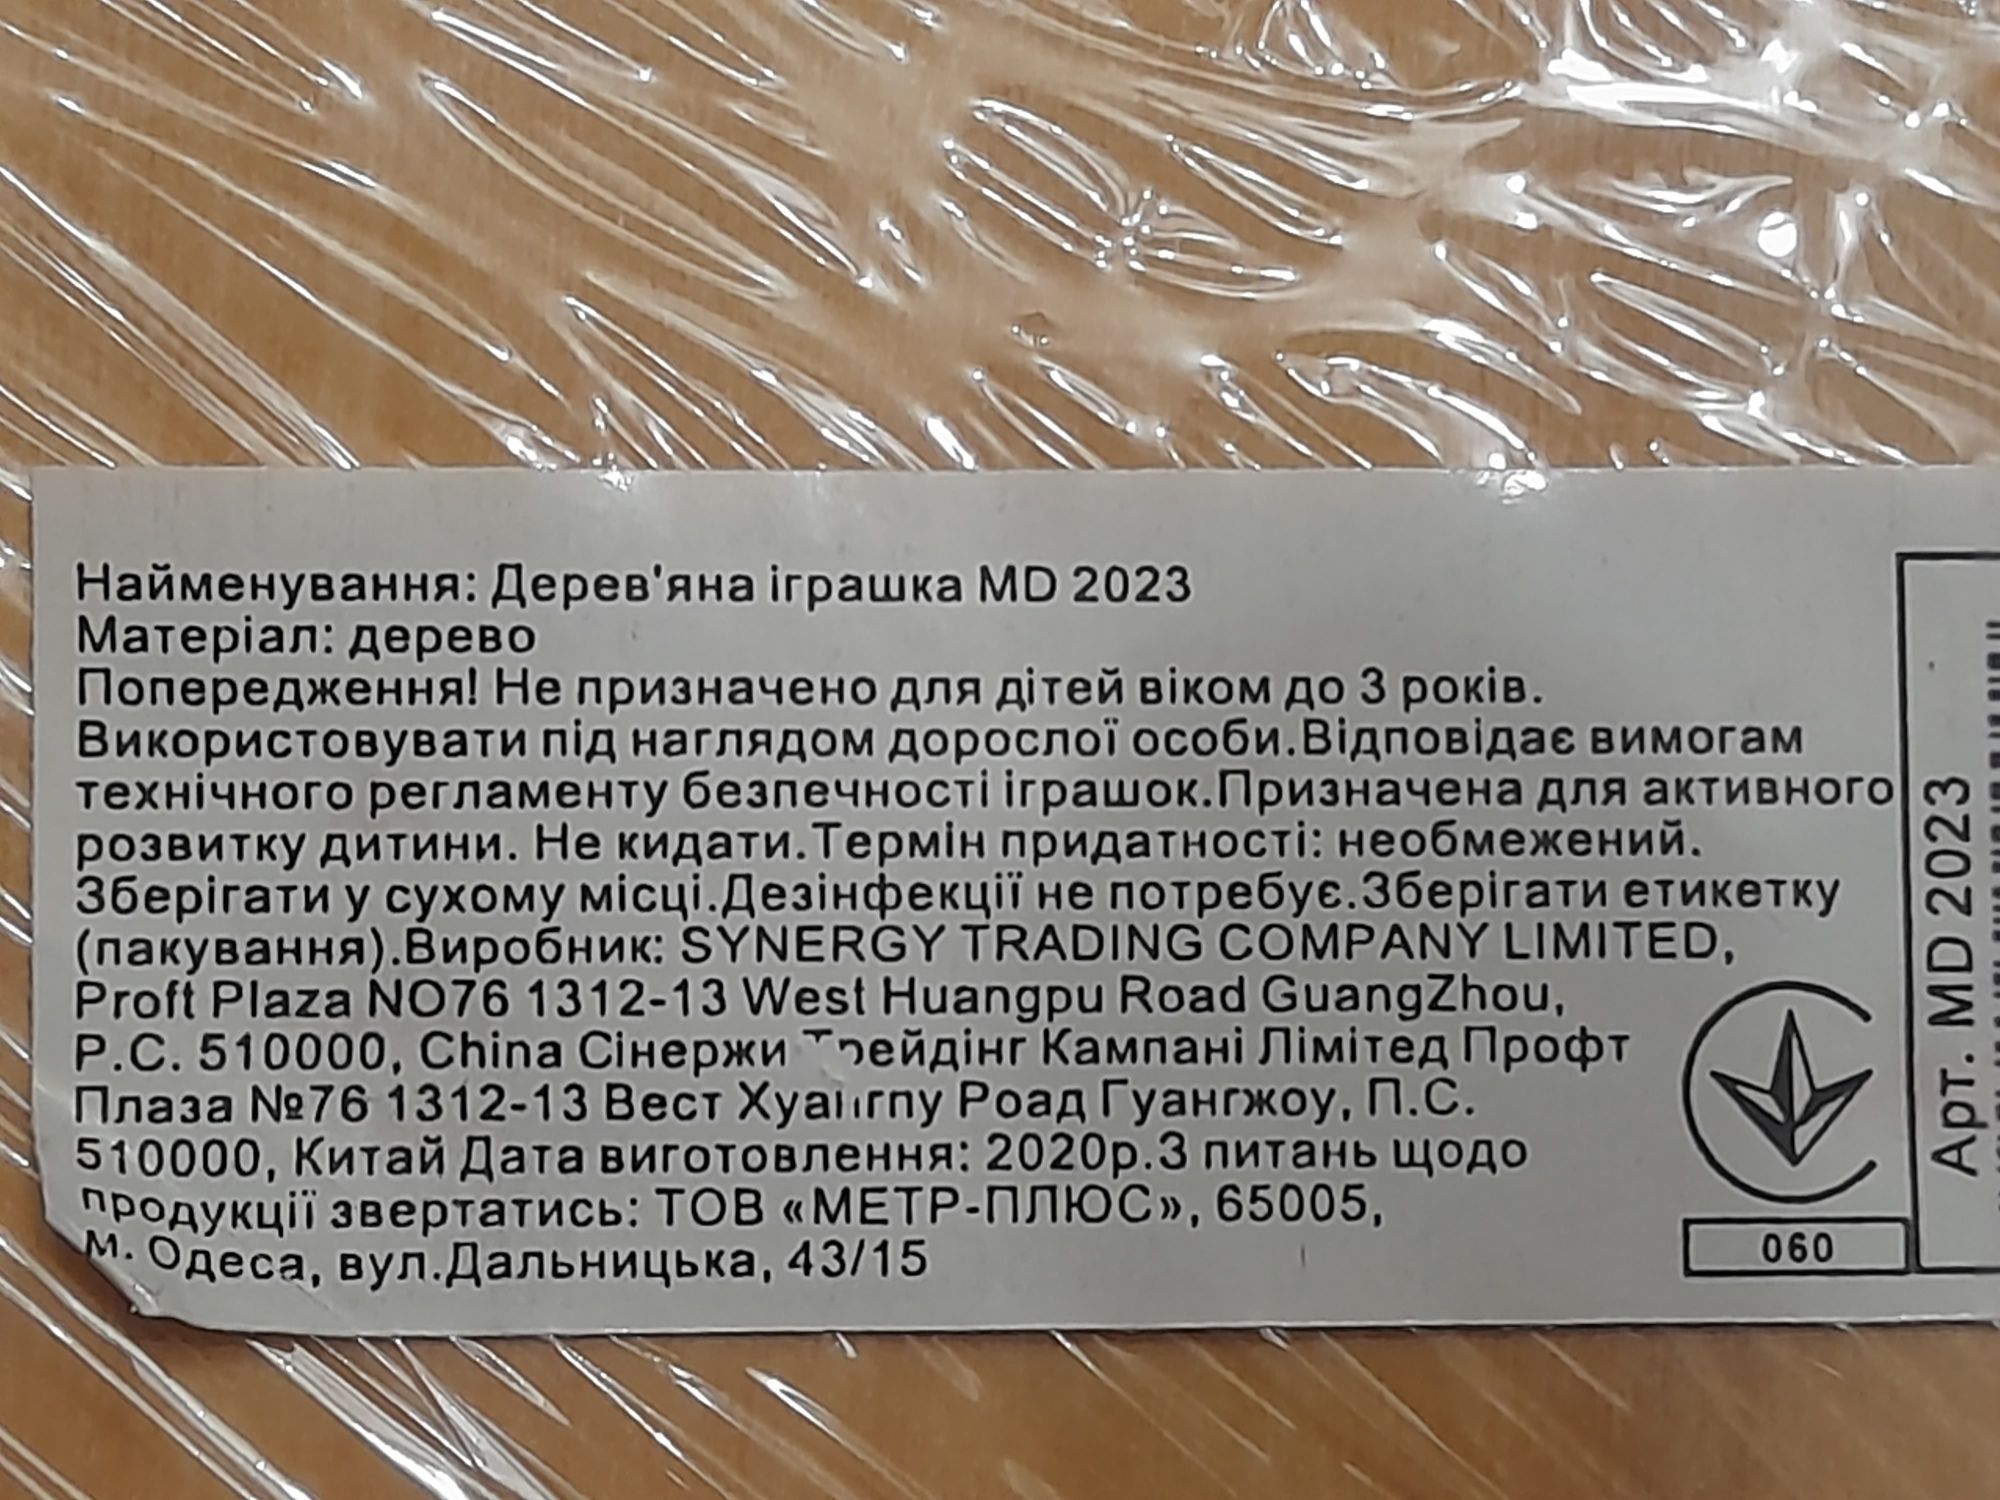 Найменування: Дерев'яна іграшка MD 2023
Матеріал: дерево
Попередження! Не призначено для дітей віком до 3 років.
Використовувати під наглядом дорослої особи.Відповідає вимогам
технічного регламенту безпечності іграшок.Призначена для активного
розвитку дитини. Не кидати.Термін придатності: необмежений.
Зберігати у сухому місці.Дезінфекції не потребує.Зберігати етикетку
(пакування).Виробник: SYNERGY TRADING COMPANY LIMITED,
Proft Plaza NO76 1312-13 West Huangpu Road GuangZhou,
P.C. 510000, China Сінержи Трейдінг Кампані Лімітед Профт
Плаза №76 1312-13 Вест Хуангпу Роад Гуангжоу, П.С.
510000, Китай Дата виготовлення: 2020р.З питань щодо
продукції звертатись: ТОВ «МЕТР-ПЛЮС», 65005,
м. Одеса, вул.Дальницька, 43/15
060
Арт. MD 2023